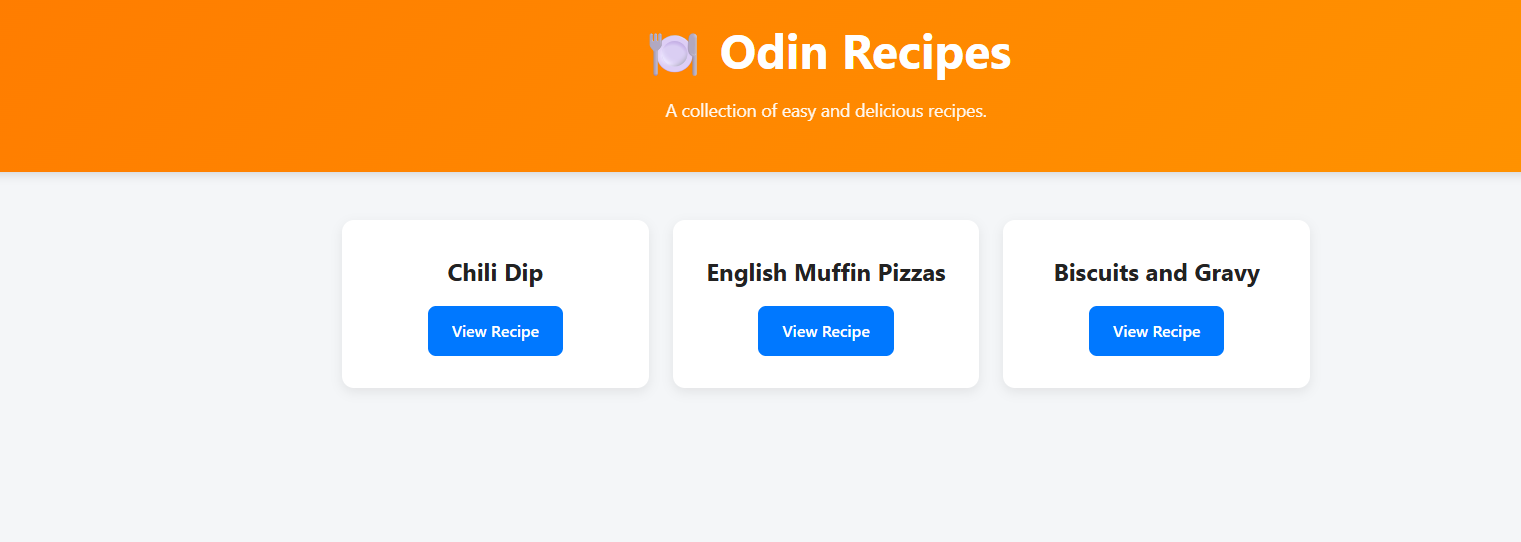 🍽️ Odin Recipes
A collection of easy and delicious recipes.
Chili Dip
English Muffin Pizzas
Biscuits and Gravy
View Recipe
View Recipe
View Recipe